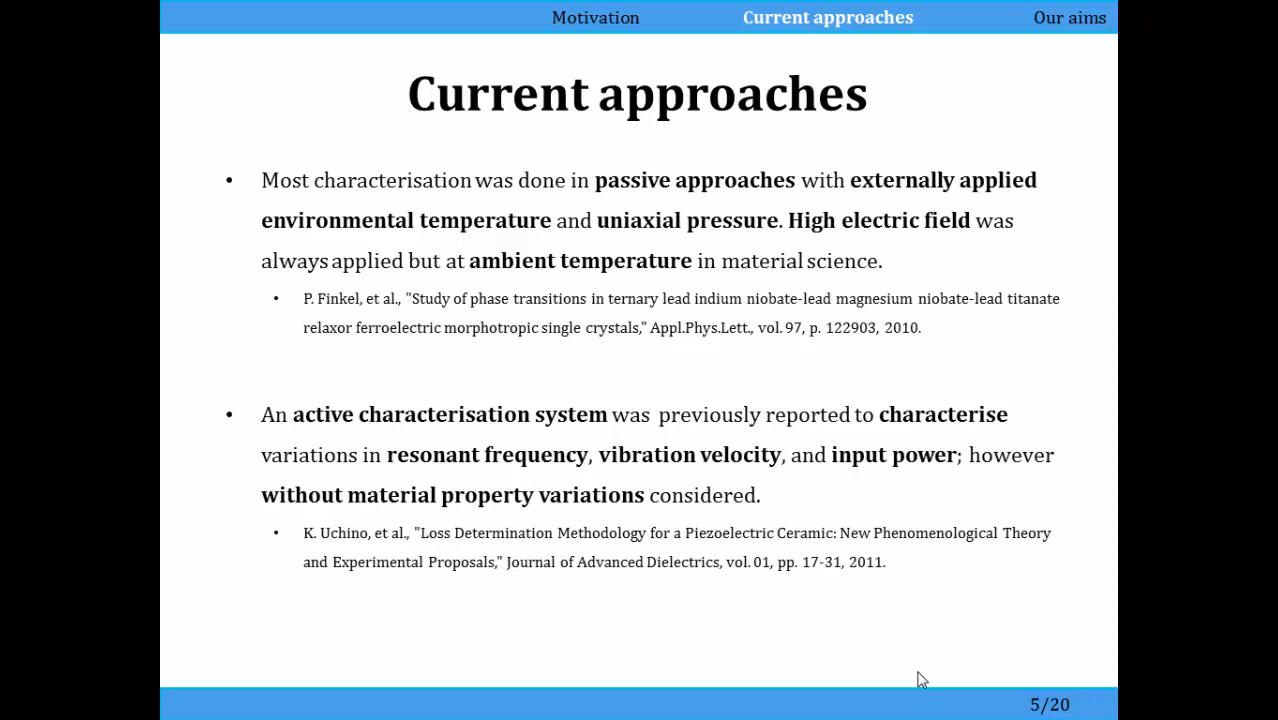 Motivation Current approaches Our aims
Current approaches
• Most characterisation was done in passive approaches with externally applied
environmental temperature and uniaxial pressure. High electric field was
always applied but at ambient temperature in material science.
• P. Finkel, et al., "Study of phase transitions in ternary lead indium niobate-lead magnesium niobate-lead titanate
relaxor ferroelectric morphotropic single crystals," Appl.Phys.Lett., vol. 97, p. 122903, 2010.
• An active characterisation system was previously reported to characterise
variations in resonant frequency, vibration velocity, and input power; however
without material property variations considered.
• K. Uchino, et al., "Loss Determination Methodology for a Piezoelectric Ceramic: New Phenomenological Theory
and Experimental Proposals," Journal of Advanced Dielectrics, vol. 01, pp. 17-31, 2011.
5/20